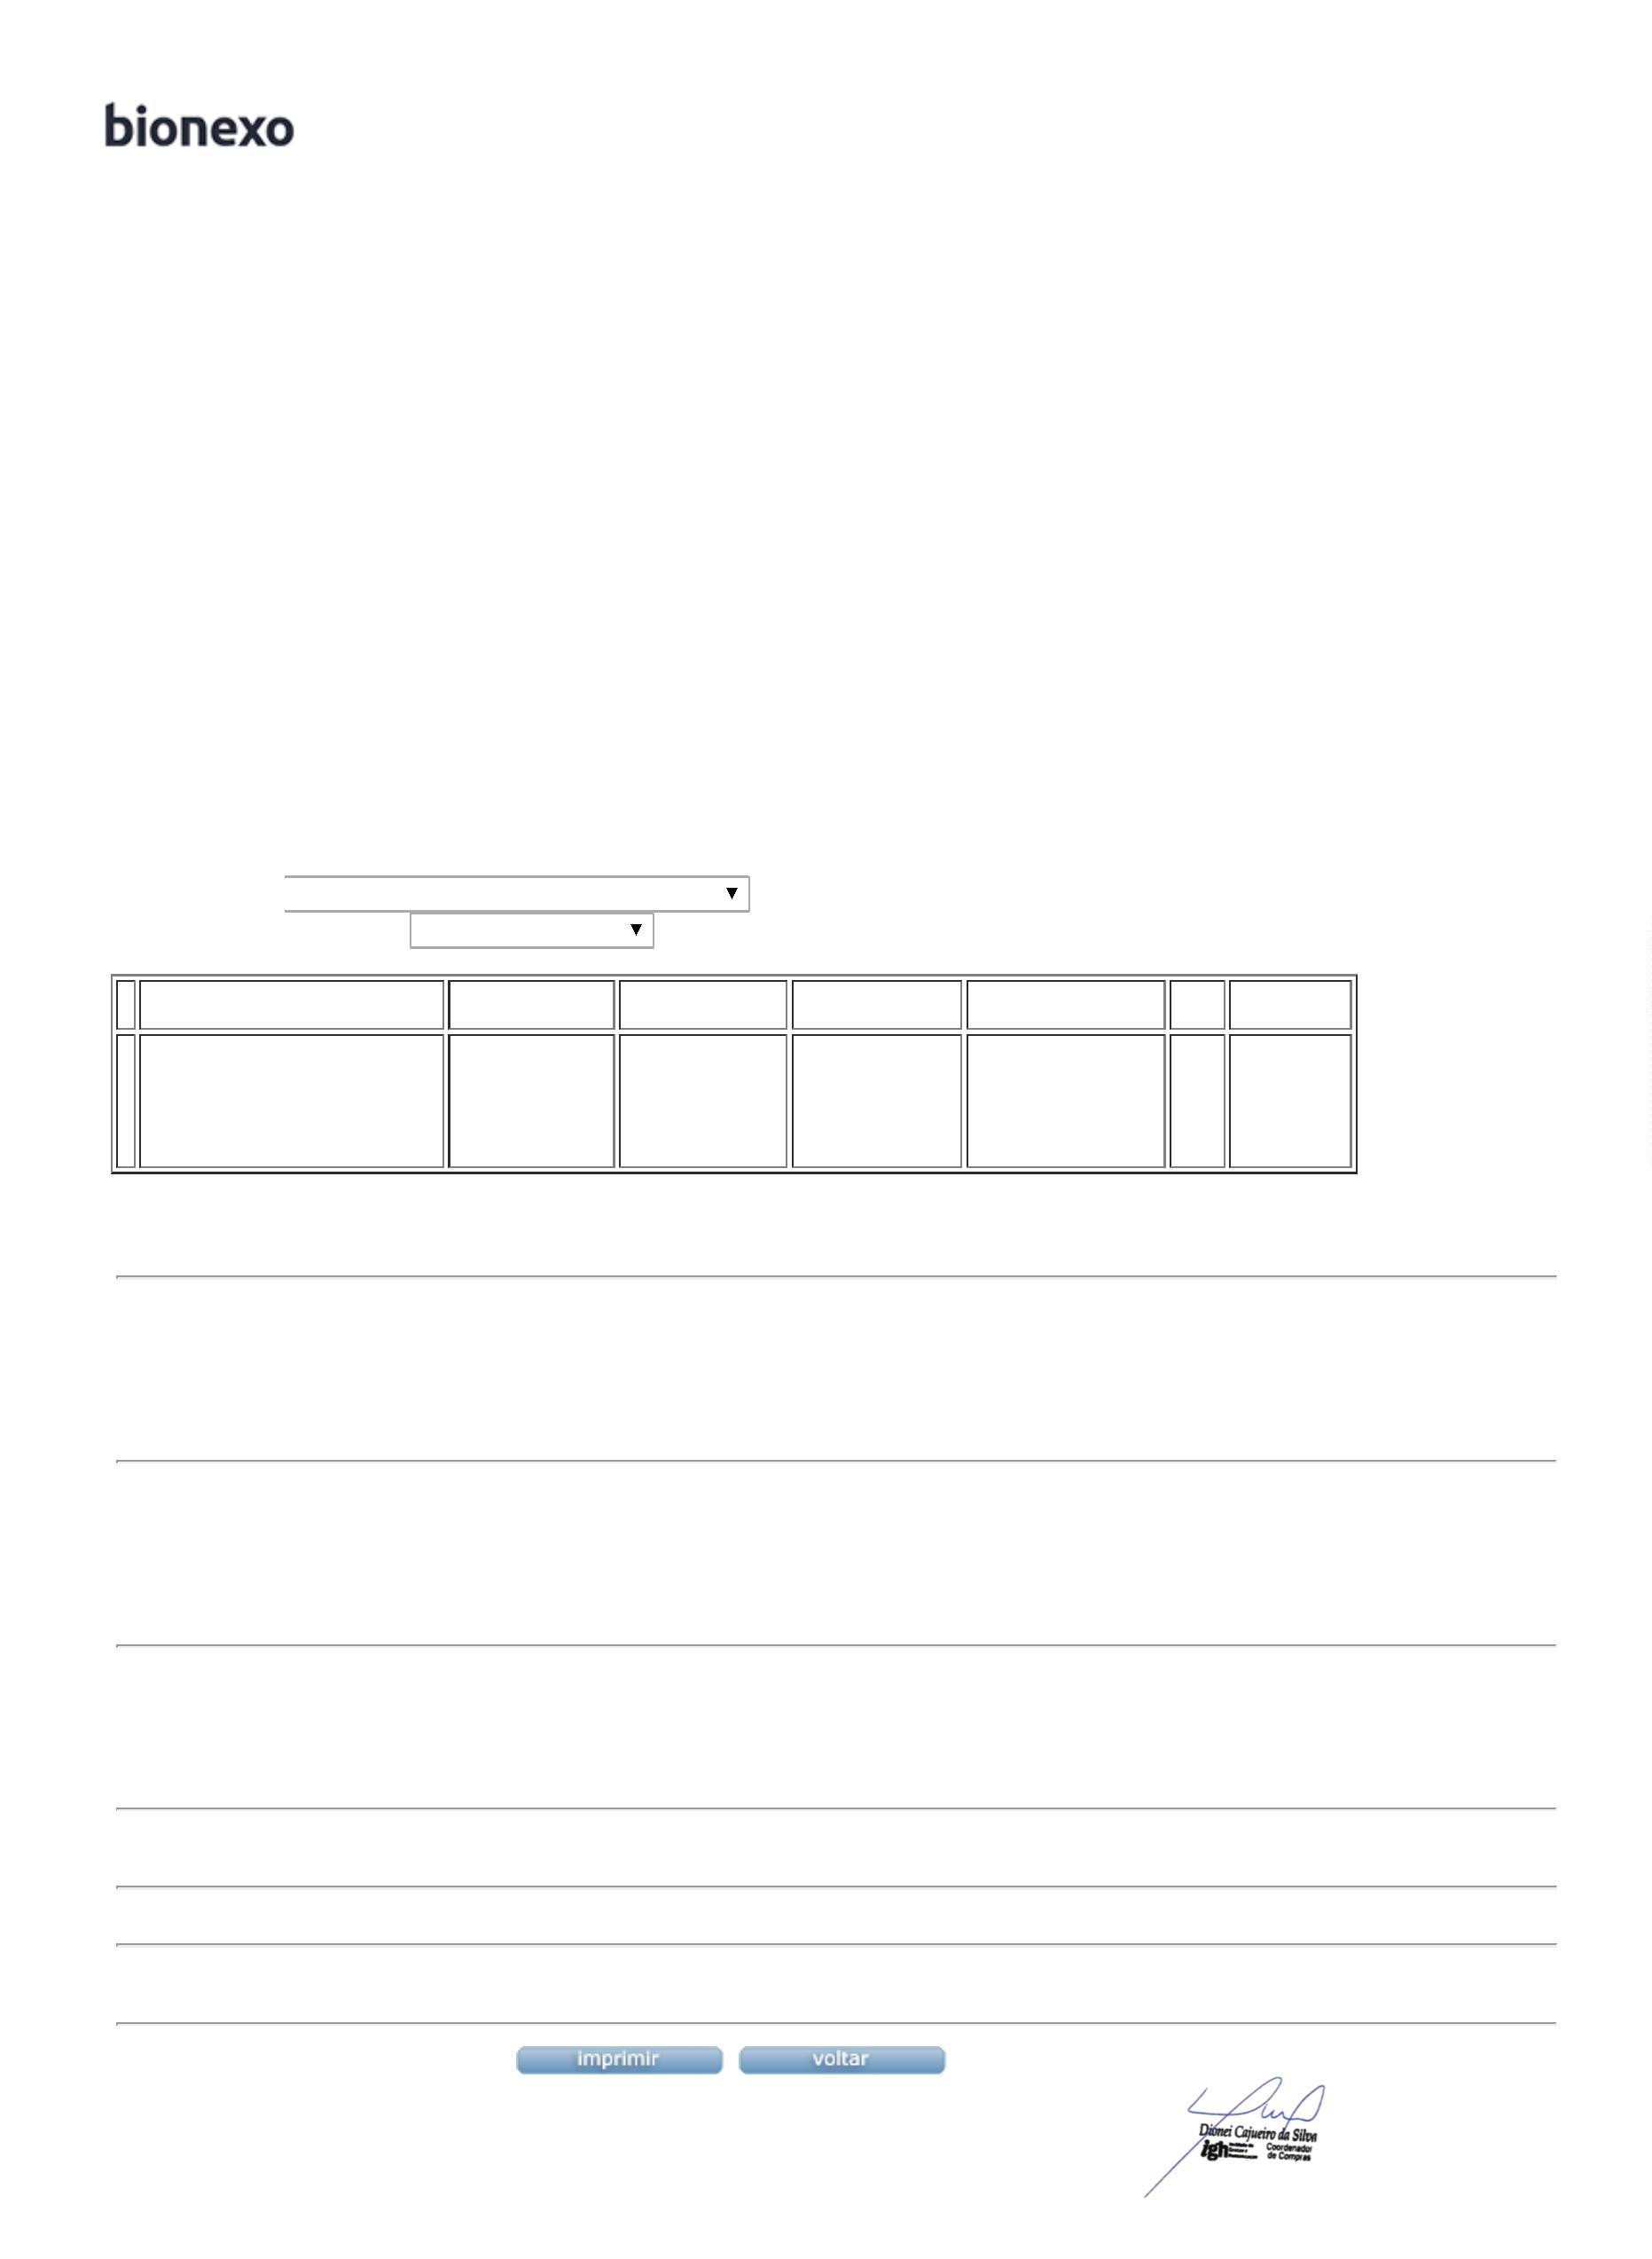 bionexo
imprimir voltar
Dionei Cajueiro da Silva
igh Coordenador
de Compras